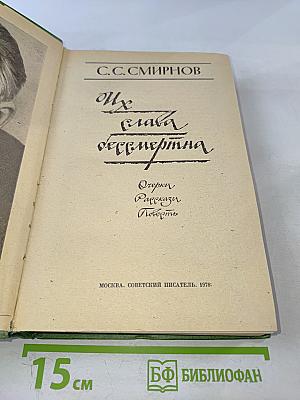 С. С. СМИРНОВ
Их
слава
бессмертна
Очерки
Рассказы
Повесть
МОСКВА. СОВЕТСКИЙ ПИСАТЕЛЬ. 1978
15 см
БФ БИБЛИОФАН